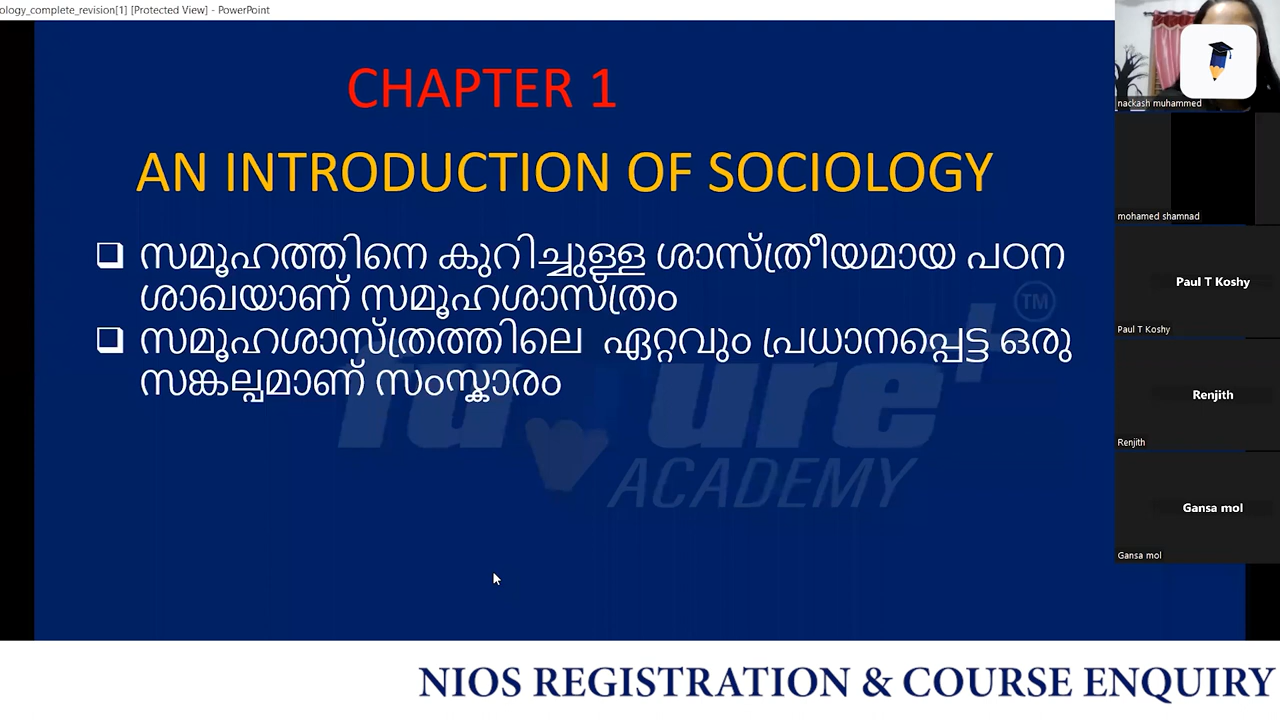 ology_complete_revision[1] [Protected View] - PowerPoint
CHAPTER 1
AN INTRODUCTION OF SOCIOLOGY
സമൂഹത്തിനെ കുറിച്ചുള്ള ശാസ്ത്രീയമായ പഠന
ശാഖയാണ് സമൂഹശാസ്ത്രം
സമൂഹശാസ്ത്രത്തിലെ ഏറ്റവും പ്രധാനപ്പെട്ട ഒരു
സങ്കല്പമാണ് സംസ്കാരം
ACADEMY
TM
nackash muhammed
mohamed shamnad
Paul T Koshy
Paul T Koshy
Renjith
Renjith
Gansa mol
Gansa mol
NIOS REGISTRATION & COURSE ENQUIRY